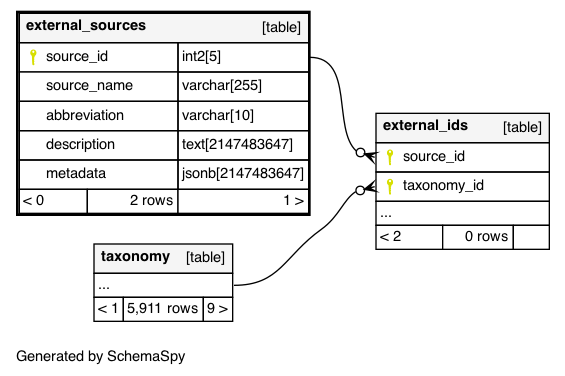 external_sources [table]
source_id int2[5]
source_name varchar[255]
abbreviation varchar[10]
description text[2147483647]
metadata jsonb[2147483647]
< 0 2 rows 1 >
external_ids [table]
source_id
taxonomy_id
...
< 2 0 rows
taxonomy [table]
...
< 1 5,911 rows 9 >
Generated by SchemaSpy